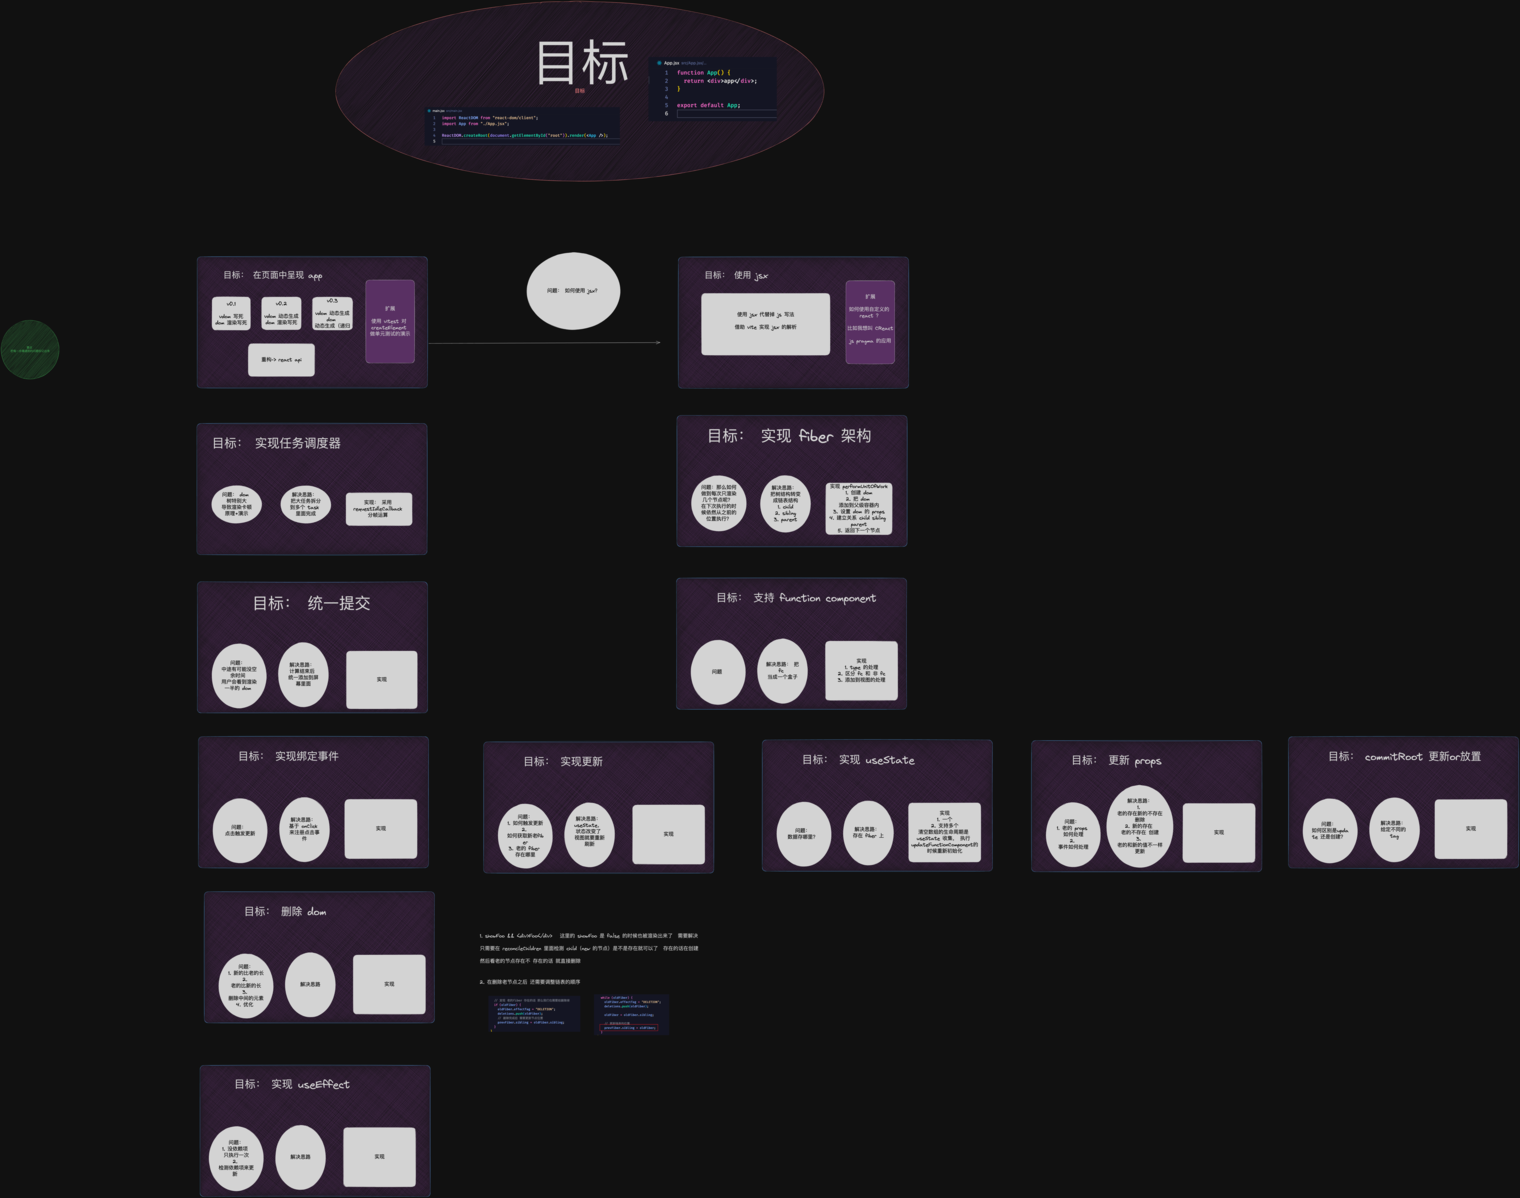 目标
目标
main.jsx
1 import ReactDOM from "react-dom/client";
2 import App from "./App.jsx";
3
4 ReactDOM.createRoot(document.getElementById("root")).render(<App />);
5
App.jsx
1 function App() {
2 return <div>app</div>;
3 }
4
5 export default App;
6
目标： 在页面中呈现 app
v0.1
vdom 写死
dom 渲染写死
v0.2
vdom 动态生成
dom 渲染写死
v0.3
vdom 动态生成
dom
动态生成（递归
重构-> react api
扩展
使用 vitest 对
createElement
做单元测试的演示
问题： 如何使用 jsx?
目标： 使用 jsx
使用 jsx 代替掉 js 写法
借助 vite 实现 jsx 的解析
扩展
如何使用自定义的
react ？
比如我想叫 CReact
js pragma 的应用
目标： 实现任务调度器
问题： dom
树特别大
导致渲染卡顿
原理+演示
解决思路：
把大任务拆分
到多个 task
里面完成
实现： 采用
requestIdleCallback
分帧运算
目标： 实现 fiber 架构
问题：那么如何
做到每次只渲染
几个节点呢？
在下次执行的时
候依然从之前的
位置执行？
解决思路：
把树结构转变
成链表结构
1. child
2. sibling
3. parent
实现 performUnitOfWork
1. 创建 dom
2. 把 dom
添加到父级容器内
3. 设置 dom 的 props
4. 建立关系 child sibling
parent
5. 返回下一个节点
目标： 统一提交
问题：
中途有可能没空
余时间
用户会看到渲染
一半的 dom
解决思路：
计算结束后
统一添加到屏
幕里面
实现
目标： 支持 function component
问题
解决思路： 把
fc
当成一个盒子
实现
1. type 的处理
2. 区分 fc 和 非 fc
3. 添加到视图的处理
目标： 实现绑定事件
问题：
点击触发更新
解决思路：
基于 onClick
来注册点击事
件
实现
目标： 实现更新
问题：
1. 如何触发更新
2.
如何获取新老fib
er
3. 老的 fiber
存在哪里
解决思路：
useState,
状态改变了
视图就要重新
刷新
实现
目标： 实现 useState
问题：
数据存哪里？
解决思路：
存在 fiber 上
实现
1. 一个
2. 支持多个
清空数组的生命周期是
useState 收集， 执行
updateFunctionComponent的
时候重新初始化
目标： 更新 props
问题：
1. 老的 props
如何处理
2.
事件如何处理
解决思路：
1.
老的存在新的不存在
删除
2. 新的存在
老的不存在 创建
3.
老的和新的值不一样
更新
实现
目标： commitRoot 更新or放置
问题：
如何区别是upda
te 还是创建？
解决思路：
给定不同的
tag
实现
目标： 删除 dom
问题：
1. 新的比老的长
2.
老的比新的长
3.
删除中间的元素
4. 优化
解决思路
实现
1. showFoo && <div>foo</div> 这里的 showFoo 是 false 的时候也被渲染出来了 需要解决
只需要在 reconcileChildren 里面检测 child（new 的节点）是不是存在就可以了 存在的话在创建
然后看老的节点存在不 存在的话 就直接删除
2. 在删除老节点之后 还需要调整链表的顺序
if (oldFiber) {
oldFiber.effectTag = "DELETION";
deletions.push(oldFiber);
prevFiber.sibling = oldFiber.sibling;
}
}
while (oldFiber) {
oldFiber.effectTag = "DELETION";
deletions.push(oldFiber);
oldFiber = oldFiber.sibling;
prevFiber.sibling = oldFiber;
}
目标： 实现 useEffect
问题：
1. 没依赖项
只执行一次
2.
检测依赖项来更
新
解决思路
实现